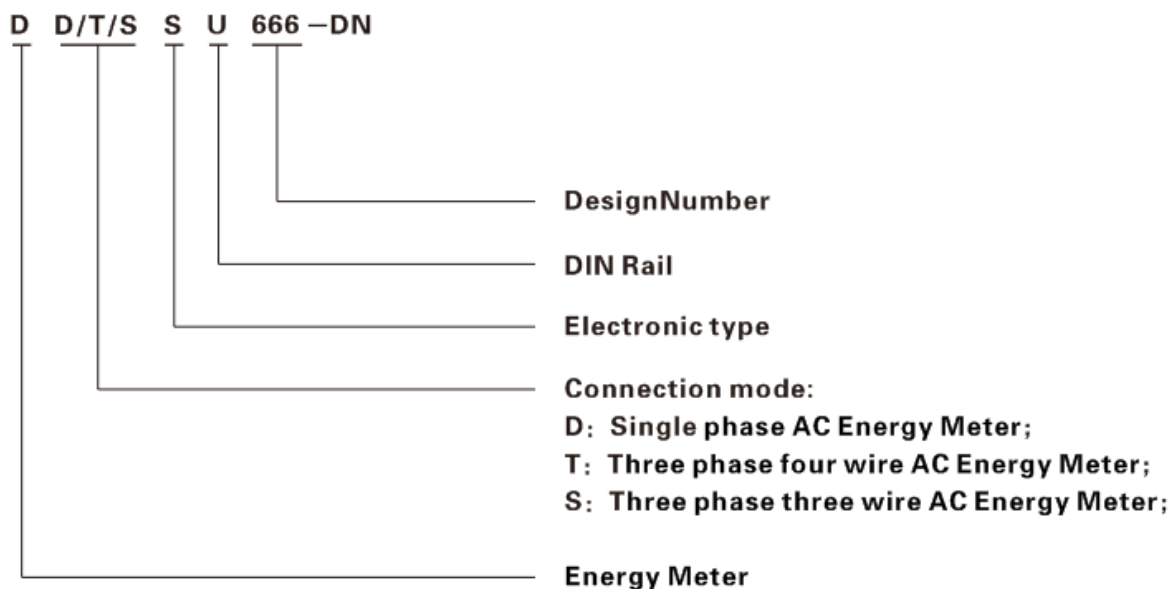 D D/T/S S U 666 –DN
DesignNumber
DIN Rail
Electronic type
Connection mode:
D: Single phase AC Energy Meter;
T: Three phase four wire AC Energy Meter;
S: Three phase three wire AC Energy Meter;
Energy Meter